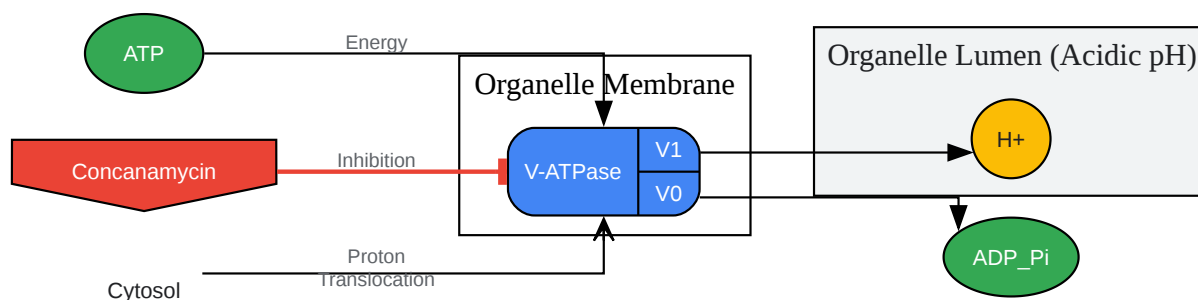 ATP
Energy
Organelle Membrane
Organelle Lumen (Acidic pH)
Concanamycin
Inhibition
V-ATPase
V1
V0
H+
Proton
Translocation
Cytosol
ADP_Pi